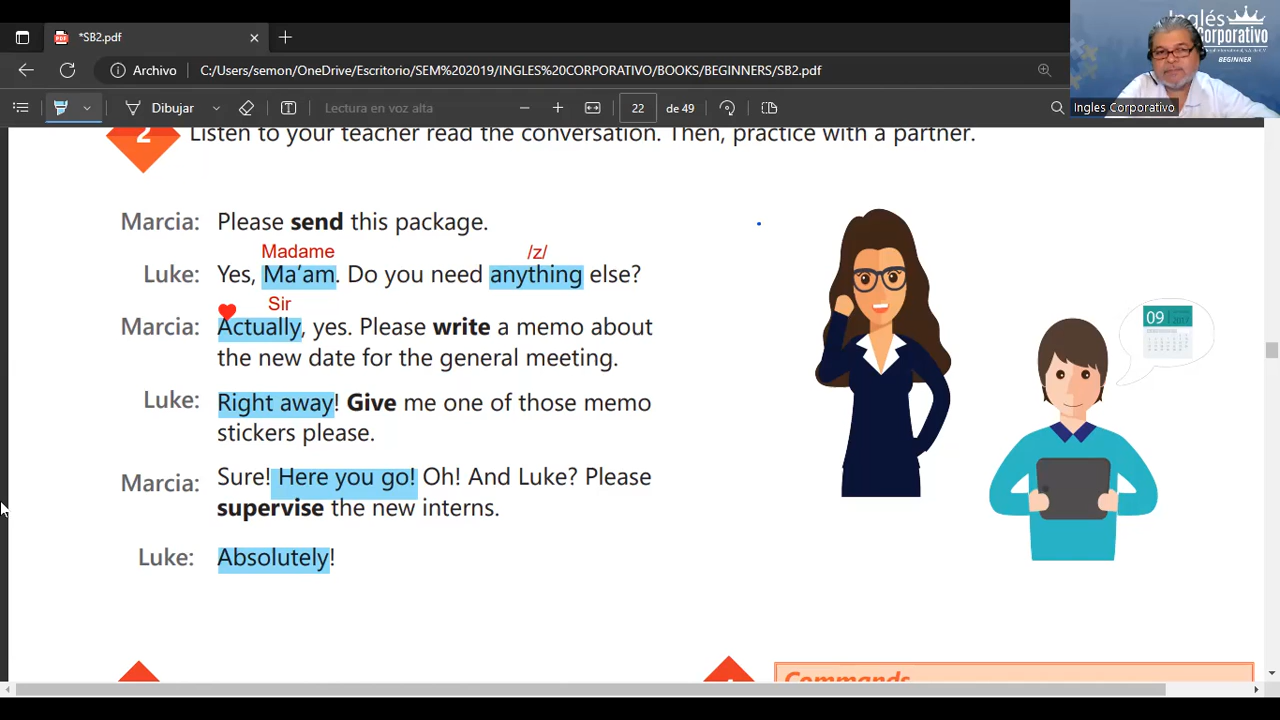 *SB2.pdf
Archivo
C:/Users/semon/OneDrive/Escritorio/SEM%202019/INGLES%20CORPORATIVO/BOOKS/BEGINNERS/SB2.pdf
Dibujar
Lectura en voz alta
22
de 49
Inglés
Corporativo
BEGINNER
Ingles Corporativo
2
Listen to your teacher read the conversation. Then, practice with a partner.
Marcia: Please send this package.
Madame /z/
Luke: Yes, Ma’am. Do you need anything else?
Sir
Marcia: Actually, yes. Please write a memo about
the new date for the general meeting.
Luke: Right away! Give me one of those memo
stickers please.
Marcia: Sure! Here you go! Oh! And Luke? Please
supervise the new interns.
Luke: Absolutely!
09
2017
Commands